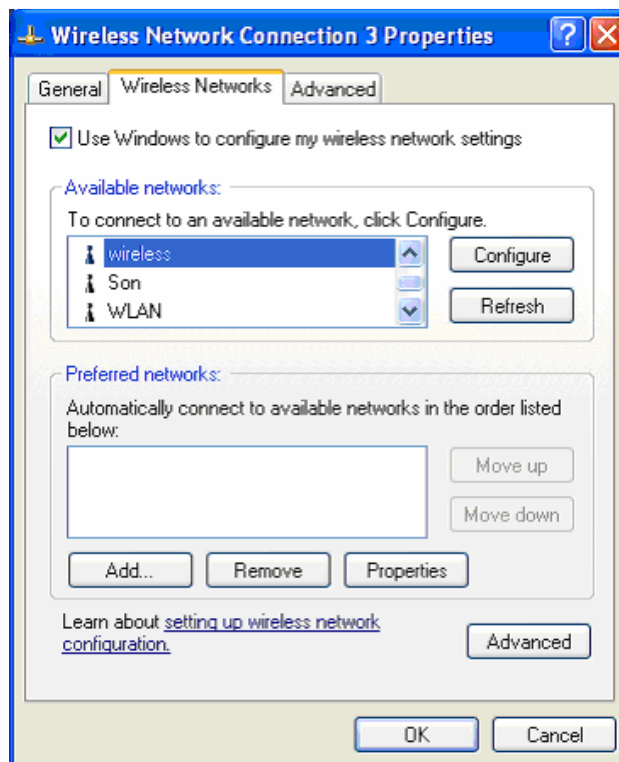 Wireless Network Connection 3 Properties
General Wireless Networks Advanced
Use Windows to configure my wireless network settings
Available networks:
To connect to an available network, click Configure.
wireless
Son
WLAN
Configure
Refresh
Preferred networks:
Automatically connect to available networks in the order listed
below:
Move up
Move down
Add... Remove Properties
Learn about setting up wireless network
configuration.
Advanced
OK Cancel